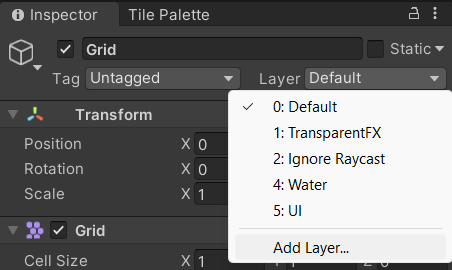 Inspector
Tile Palette
Grid
Static
Tag Untagged Layer Default
0: Default
1: TransparentFX
2: Ignore Raycast
4: Water
5: UI
Add Layer...
Transform
Position X 0
Rotation X 0
Scale X 1
Grid
Cell Size X 1